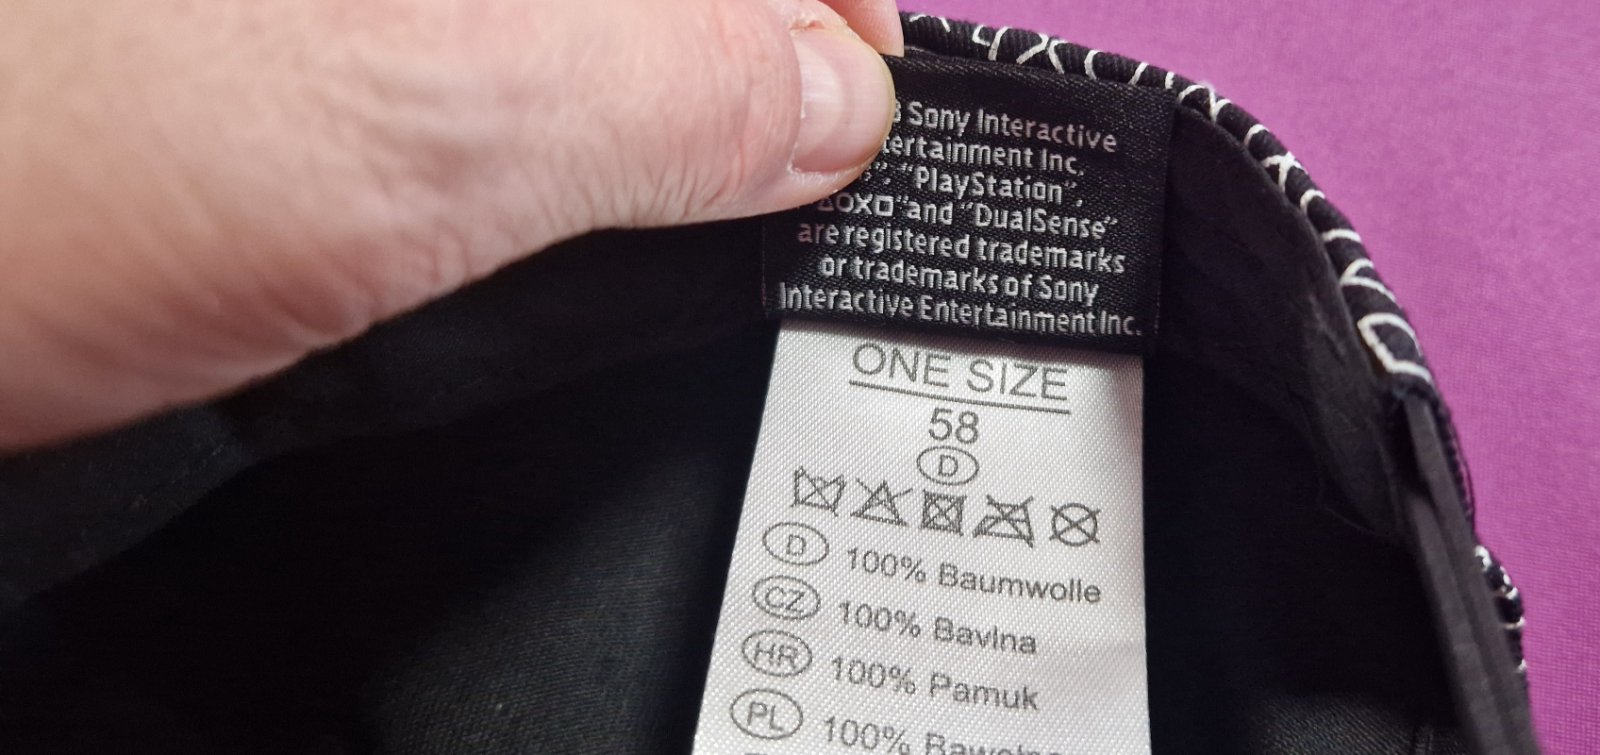 Sony Interactive
Entertainment Inc.
"PlayStation",
△○✕□" and "DualSense"
are registered trademarks
or trademarks of Sony
Interactive Entertainment Inc.
ONE SIZE
58
D
D 100% Baumwolle
CZ 100% Bavlna
HR 100% Pamuk
PL 100%